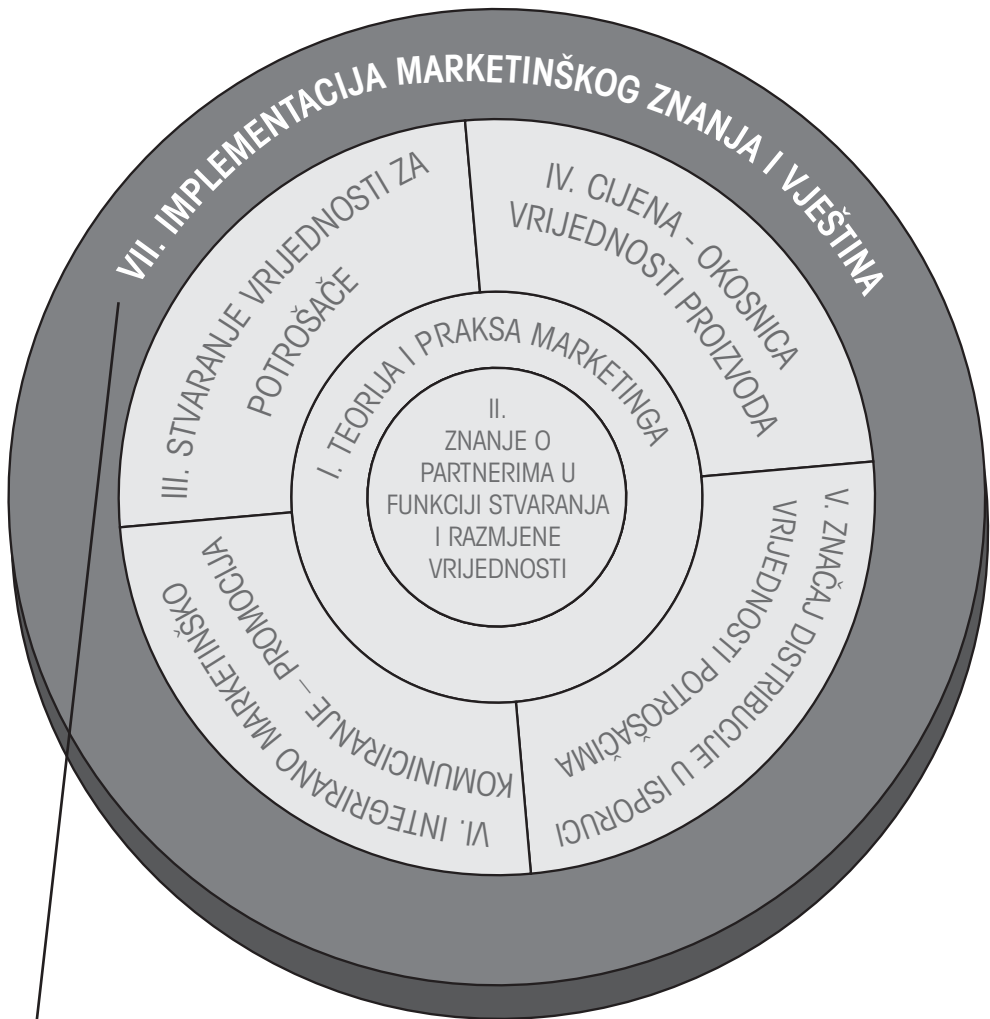 VII. IMPLEMENTACIJA MARKETINŠKOG ZNANJA I VJEŠTINA
III. STVARANJE VRIJEDNOSTI ZA
POTROŠAČE
IV. CIJENA - OKOSNICA
VRIJEDNOSTI PROIZVODA
I. TEORIJA I PRAKSA MARKETINGA
II.
ZNANJE O
PARTNERIMA U
FUNKCIJI STVARANJA
I RAZMJENE
VRIJEDNOSTI
V. ZNAČAJ DISTRIBUCIJE U ISPORUCI
VRIJEDNOSTI POTROŠAČIMA
VI. INTEGRIRANO MARKETINŠKO
KOMUNICIRANJE – PROMOCIJA